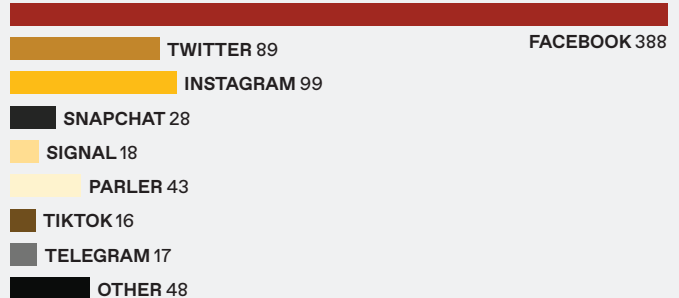 FACEBOOK 388
TWITTER 89
INSTAGRAM 99
SNAPCHAT 28
SIGNAL 18
PARLER 43
TIKTOK 16
TELEGRAM 17
OTHER 48